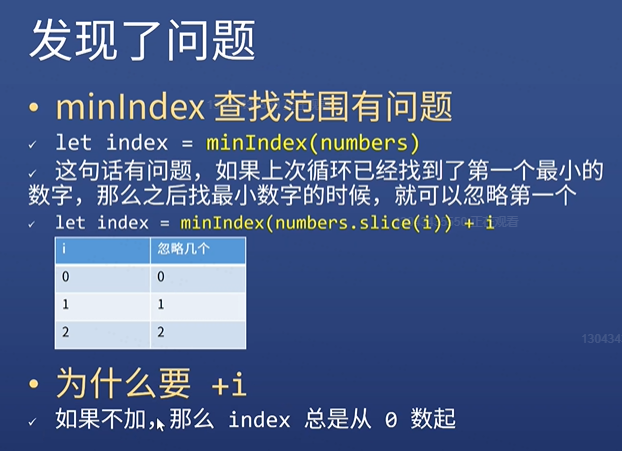 发现了问题
• minIndex 查找范围有问题
✓ let index = minIndex(numbers)
✓ 这句话有问题，如果上次循环已经找到了第一个最小的
数字，那么之后找最小数字的时候，就可以忽略第一个
✓ let index = minIndex(numbers.slice(i)) + i
i 忽略几个
0 0
1 1
2 2
130434
• 为什么要 +i
✓ 如果不加，那么 index 总是从 0 数起